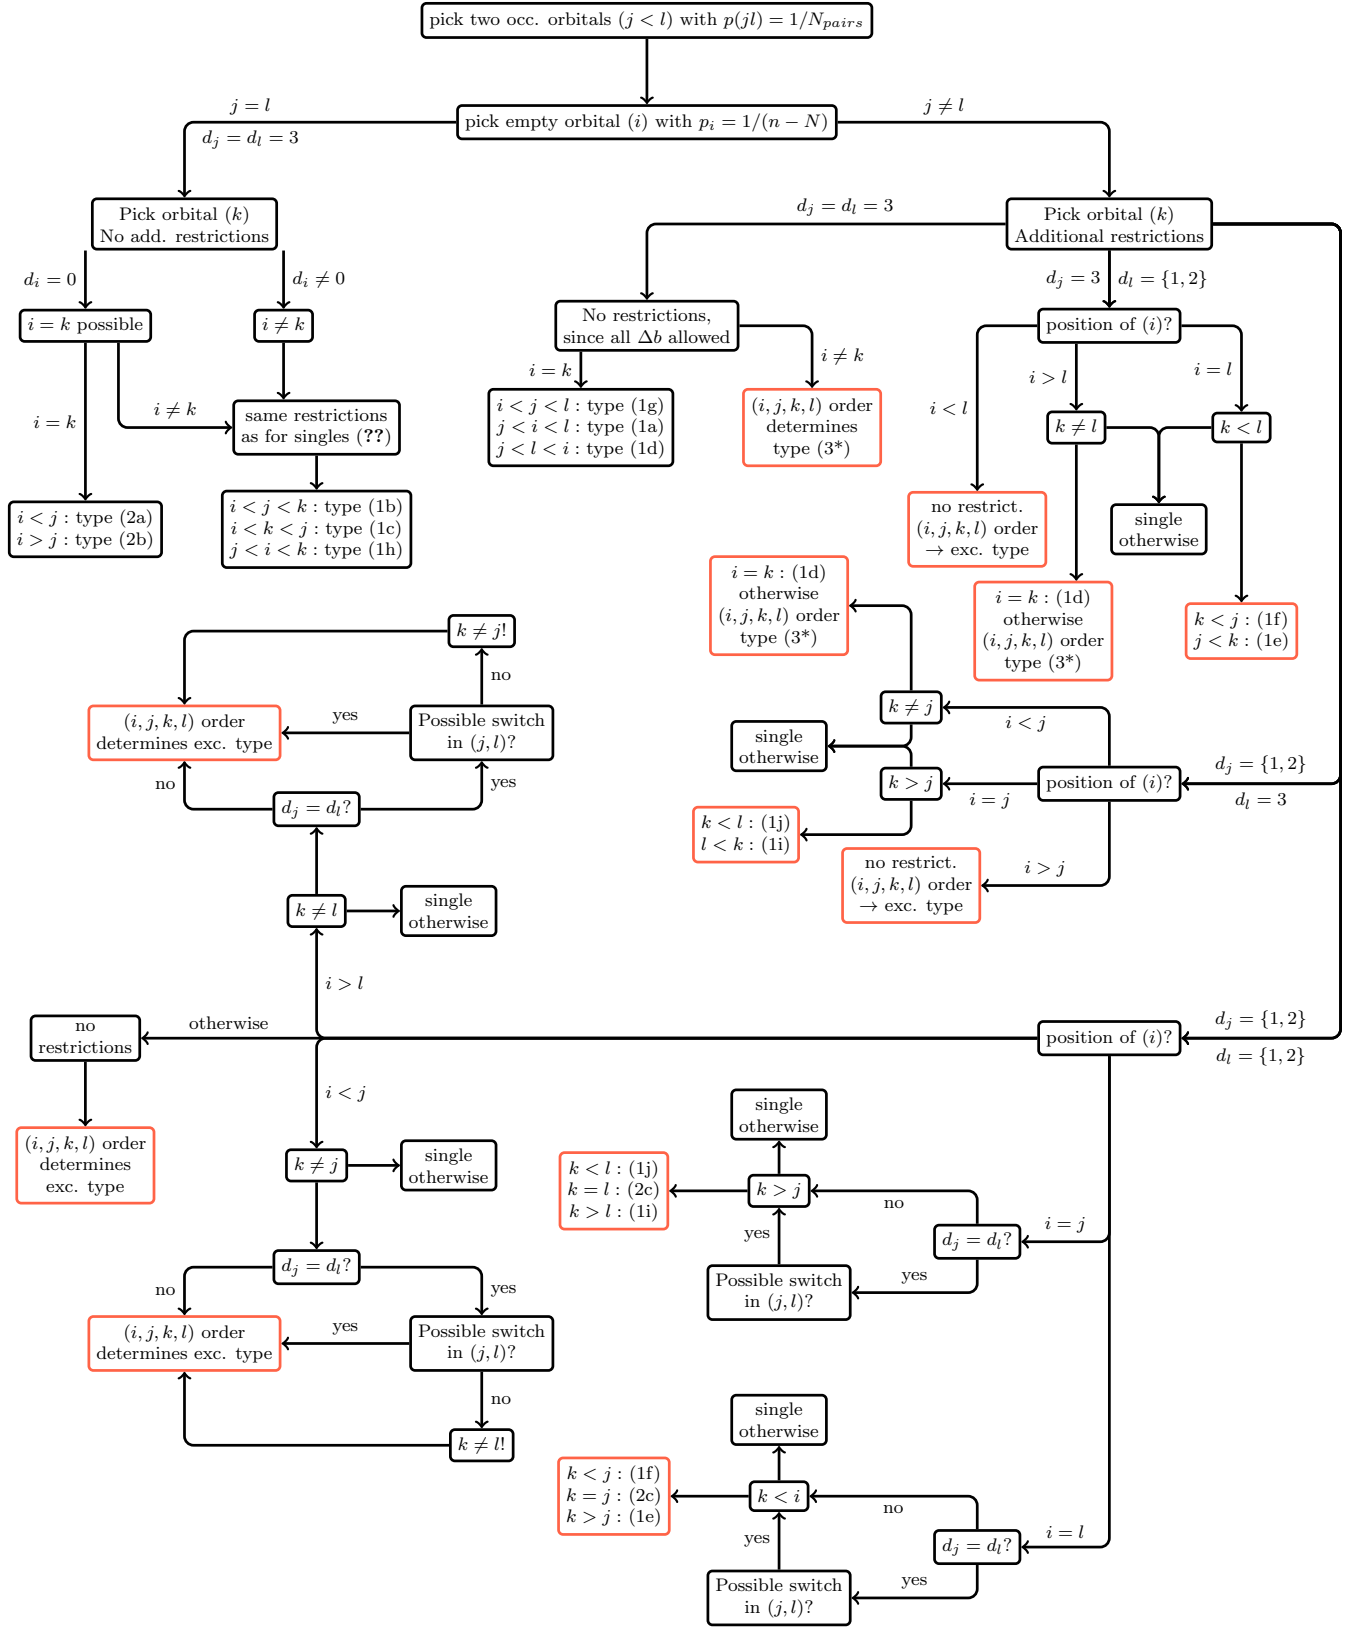 pick two occ. orbitals (j < l) with p(jl) = 1/N_pairs
j = l
d_j = d_l = 3
pick empty orbital (i) with p_i = 1/(n − N)
j ≠ l
Pick orbital (k)
No add. restrictions
d_j = d_l = 3
Pick orbital (k)
Additional restrictions
d_i = 0
d_i ≠ 0
d_j = 3
d_l = {1, 2}
i = k possible
i ≠ k
No restrictions,
since all Δb allowed
position of (i)?
i = k
i ≠ k
i < l
i > l
i = l
i = k
i ≠ k
same restrictions
as for singles (??)
i < j < l : type (1g)
j < i < l : type (1a)
j < l < i : type (1d)
(i, j, k, l) order
determines
type (3*)
k ≠ l
k < l
i < j : type (2a)
i > j : type (2b)
i < j < k : type (1b)
i < k < j : type (1c)
j < i < k : type (1h)
no restrict.
(i, j, k, l) order
→ exc. type
single
otherwise
i = k : (1d)
otherwise
(i, j, k, l) order
type (3*)
i = k : (1d)
otherwise
(i, j, k, l) order
type (3*)
k < j : (1f)
j < k : (1e)
k ≠ j!
no
(i, j, k, l) order
determines exc. type
yes
Possible switch
in (j, l)?
k ≠ j
i < j
single
otherwise
no
d_j = d_l?
yes
k > j
i = j
position of (i)?
d_j = {1, 2}
d_l = 3
k < l : (1j)
l < k : (1i)
no restrict.
(i, j, k, l) order
→ exc. type
i > j
k ≠ l
single
otherwise
i > l
no
restrictions
otherwise
position of (i)?
d_j = {1, 2}
d_l = {1, 2}
i < j
(i, j, k, l) order
determines
exc. type
k ≠ j
single
otherwise
single
otherwise
k < l : (1j)
k = l : (2c)
k > l : (1i)
k > j
no
i = j
d_j = d_l?
yes
yes
Possible switch
in (j, l)?
d_j = d_l?
no
yes
(i, j, k, l) order
determines exc. type
yes
Possible switch
in (j, l)?
no
k ≠ l!
single
otherwise
k < j : (1f)
k = j : (2c)
k > j : (1e)
k < i
no
i = l
d_j = d_l?
yes
yes
Possible switch
in (j, l)?